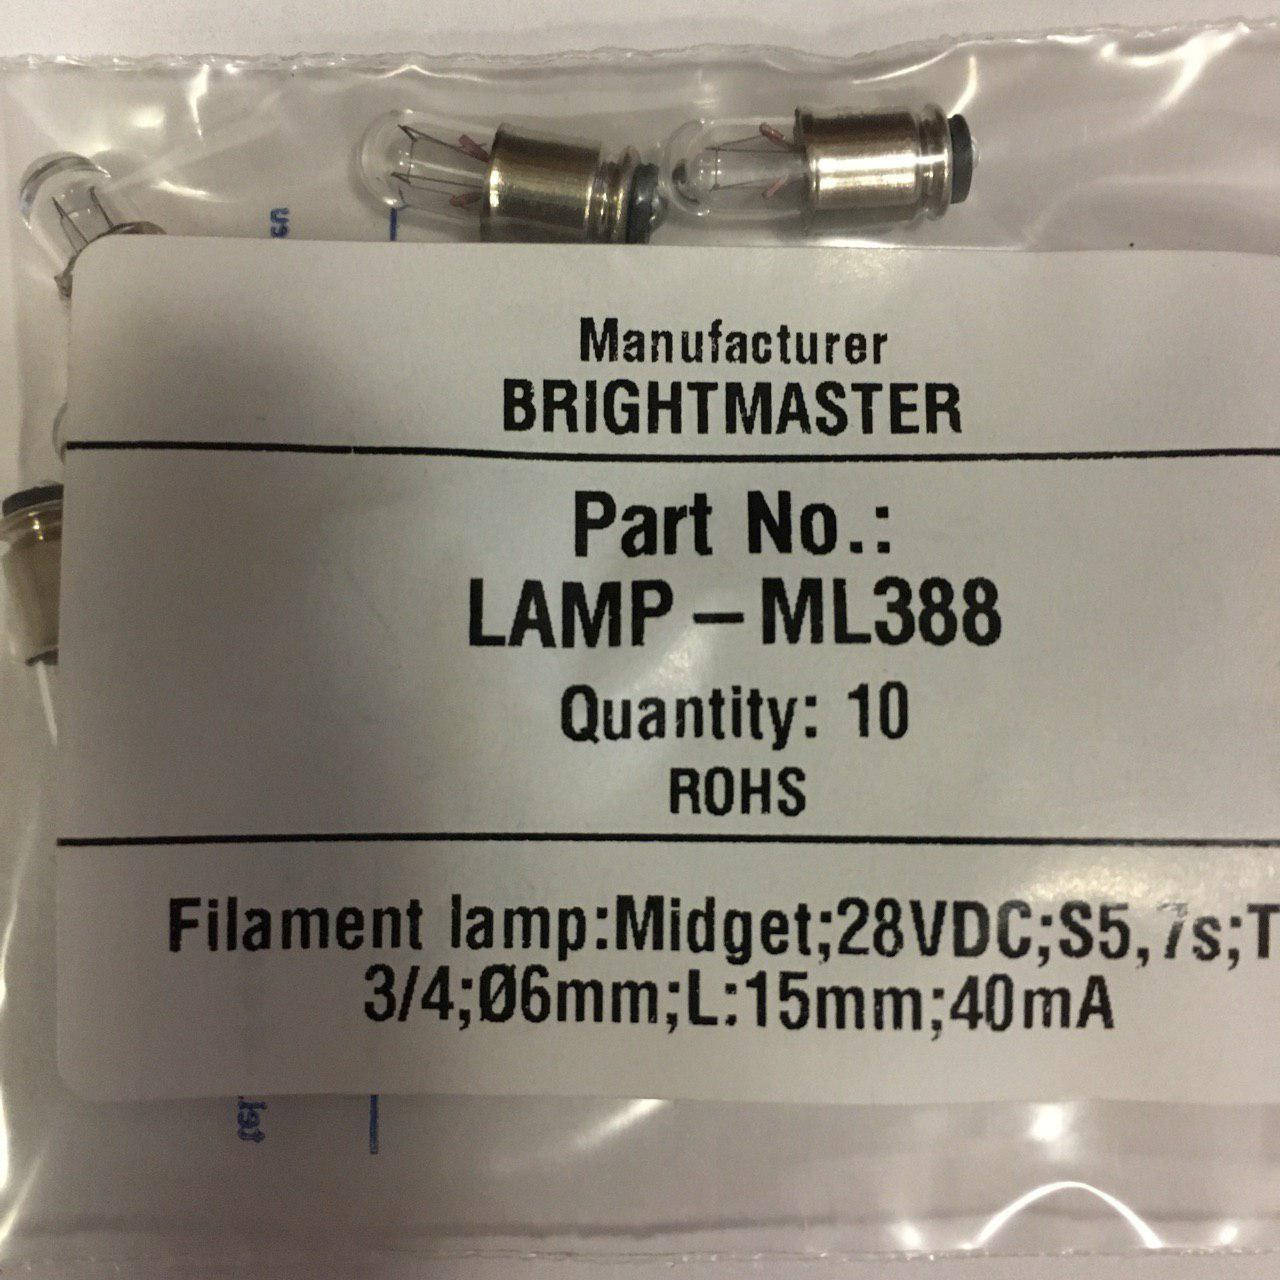 Manufacturer
BRIGHTMASTER
Part No.:
LAMP – ML388
Quantity: 10
ROHS
Filament lamp:Midget;28VDC;S5,7s;T
3/4;Ø6mm;L:15mm;40mA